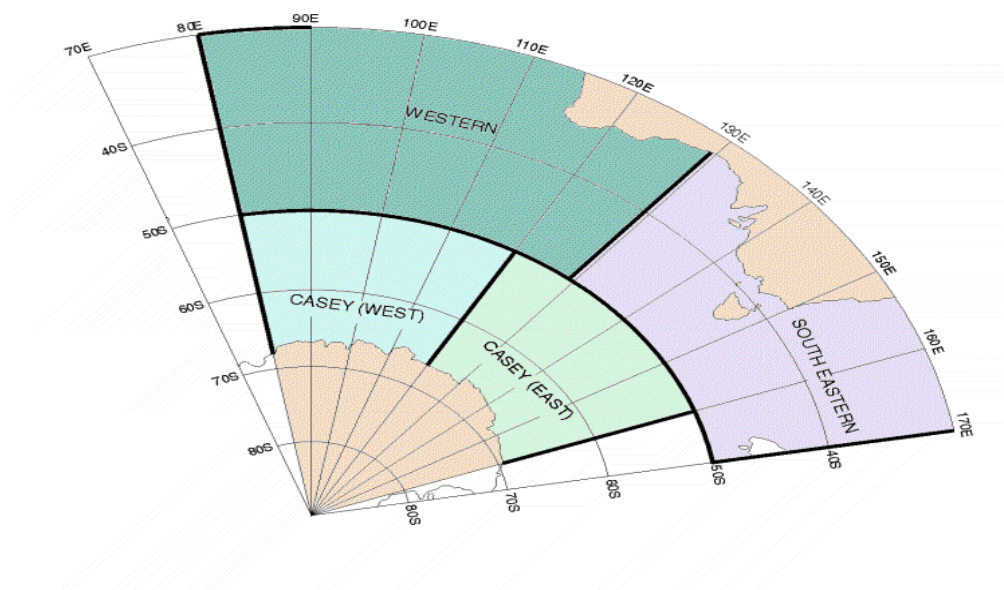 70E
80E
90E
100E
110E
120E
130E
140E
150E
160E
170E
40S
50S
60S
70S
80S
WESTERN
CASEY (WEST)
CASEY (EAST)
SOUTH EASTERN
80S
70S
60S
50S
40S